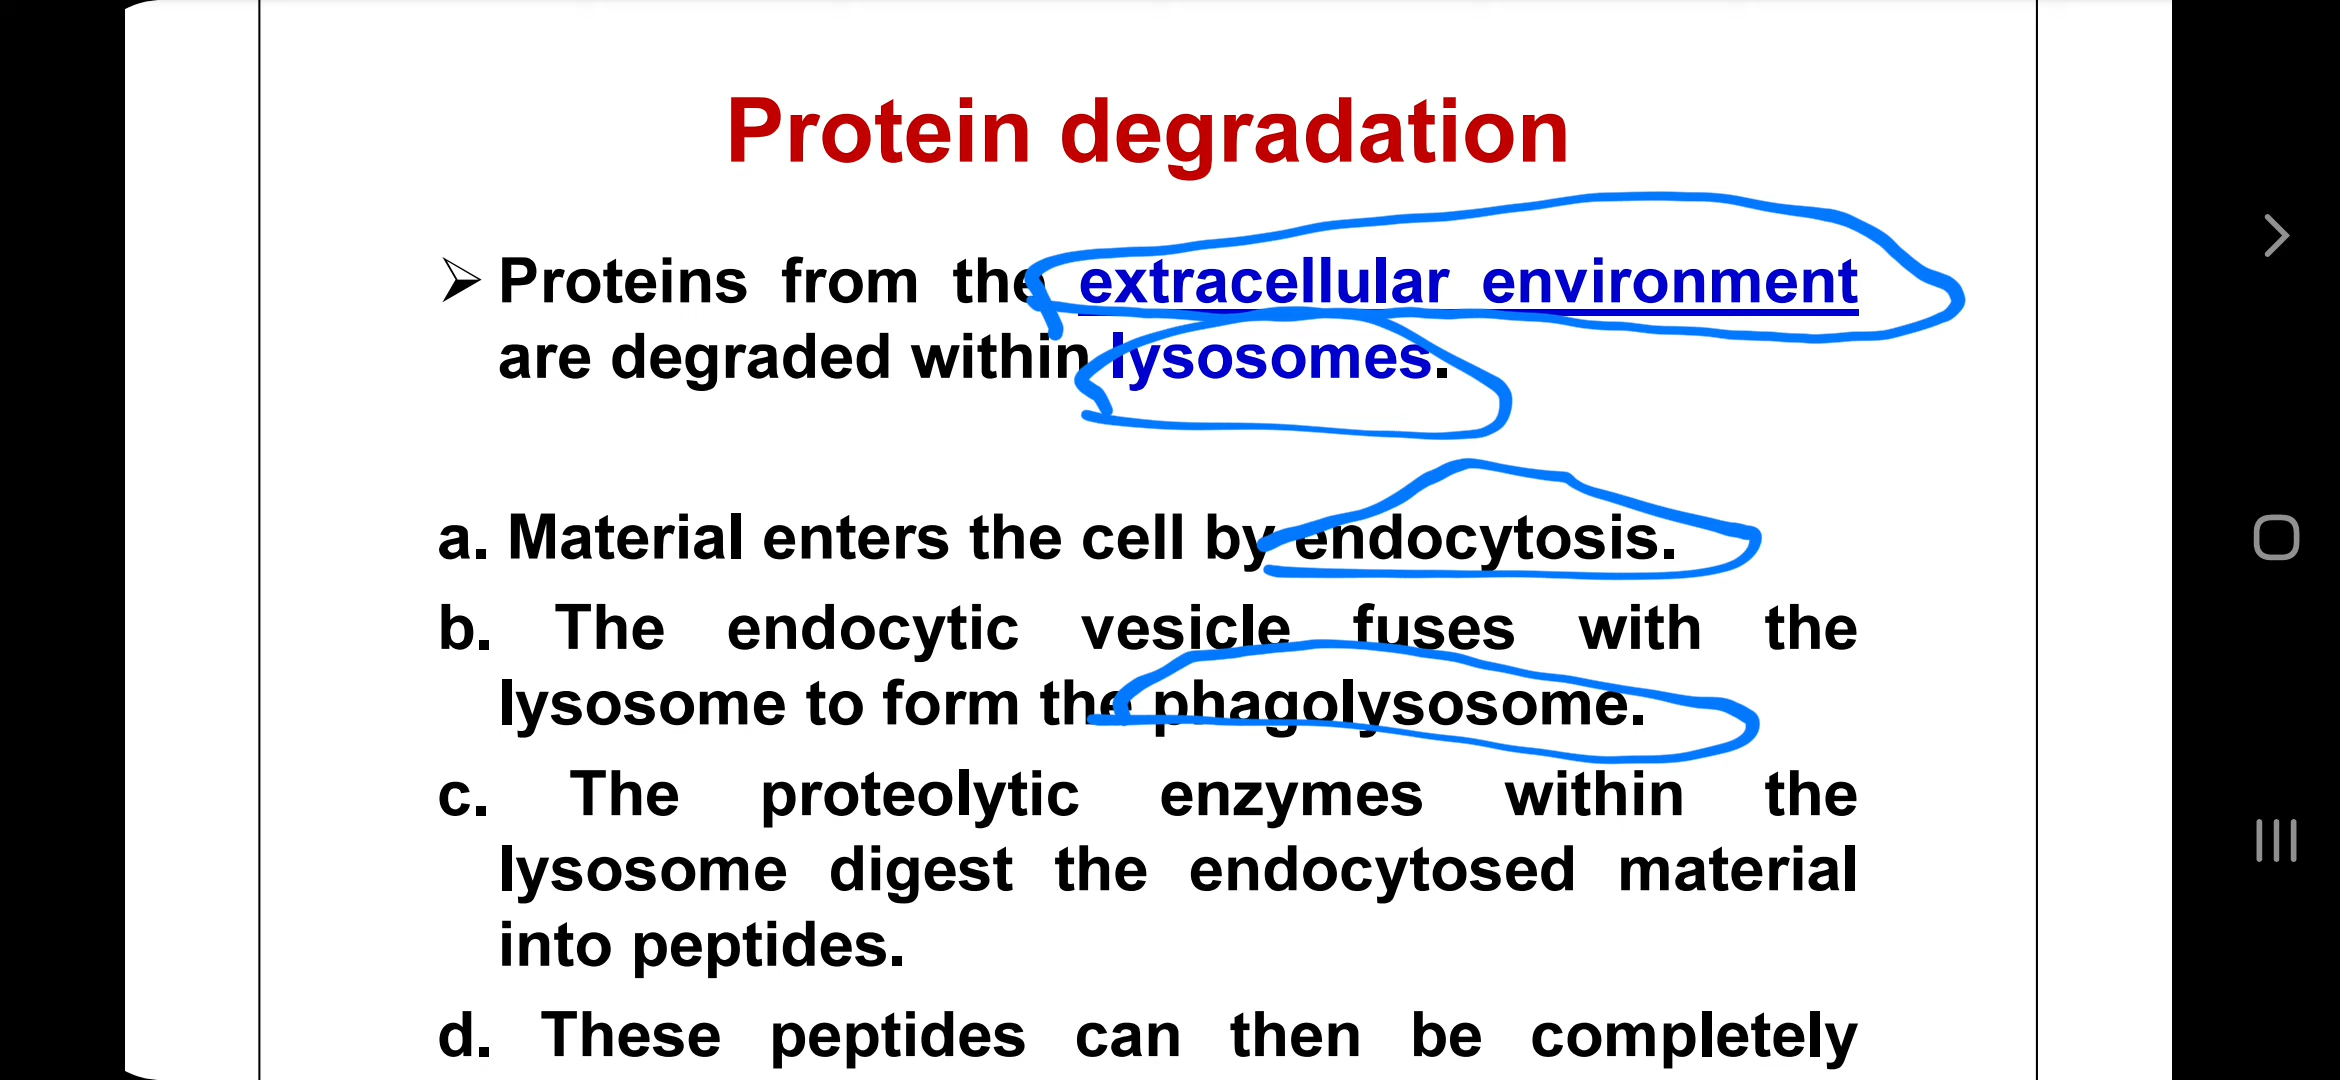 Protein degradation
Proteins from the extracellular environment
are degraded within lysosomes.
a. Material enters the cell by endocytosis.
b. The endocytic vesicle fuses with the
lysosome to form the phagolysosome.
c. The proteolytic enzymes within the
lysosome digest the endocytosed material
into peptides.
d. These peptides can then be completely